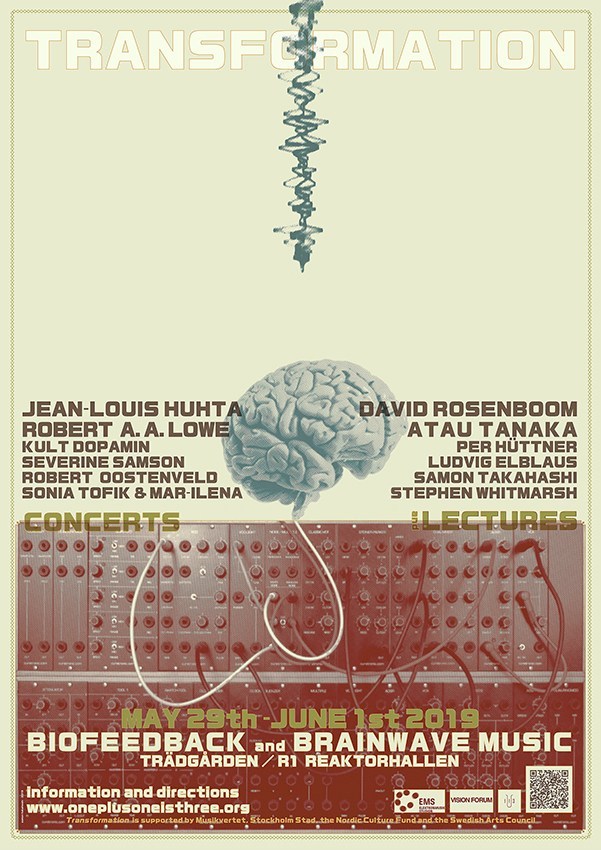 TRANSFORMATION
JEAN-LOUIS HUHTA
ROBERT A. A. LOWE
KULT DOPAMIN
SEVERINE SAMSON
ROBERT OOSTENVELD
SONIA TOFIK & MAR-ILENA
DAVID ROSENBOOM
ATAU TANAKA
PER HÜTTNER
LUDVIG ELBLAUS
SAMON TAKAHASHI
STEPHEN WHITMARSH
CONCERTS
and LECTURES
MAY 29th - JUNE 1st 2019
BIOFEEDBACK and BRAINWAVE MUSIC
TRÄDGÅRDEN / R1 REAKTORHALLEN
Information and directions
www.oneplusoneisthree.org
EMS
VISION FORUM
Transformation is supported by Musikvertet, Stockholm Stad, the Nordic Culture Fund and the Swedish Arts Council